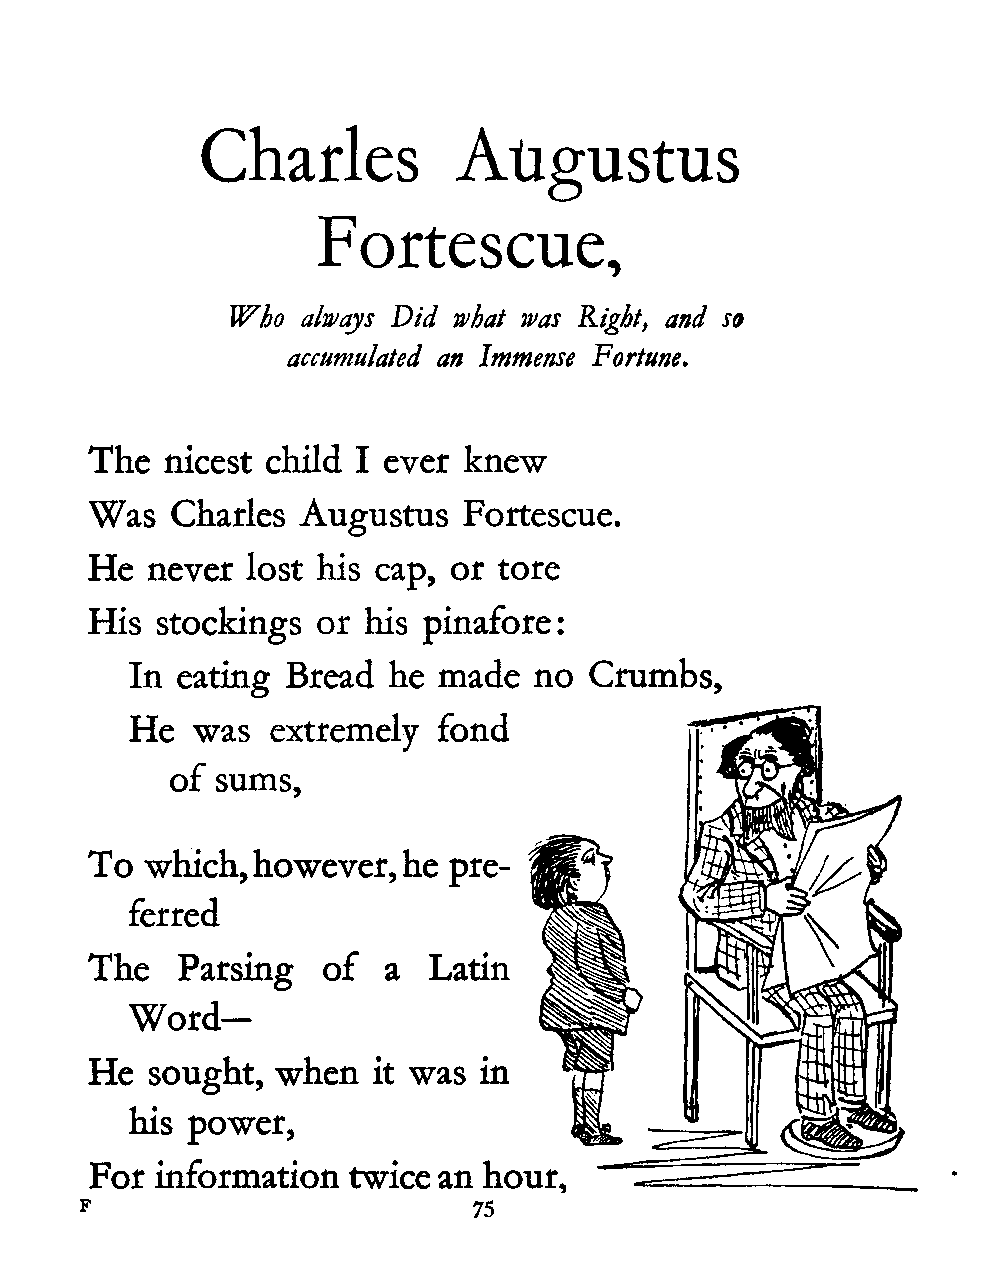 Charles Augustus
Fortescue,
Who always Did what was Right, and so
accumulated an Immense Fortune.
The nicest child I ever knew
Was Charles Augustus Fortescue.
He never lost his cap, or tore
His stockings or his pinafore:
In eating Bread he made no Crumbs,
He was extremely fond
of sums,
To which, however, he pre-
ferred
The Parsing of a Latin
Word—
He sought, when it was in
his power,
For information twice an hour,
F
75